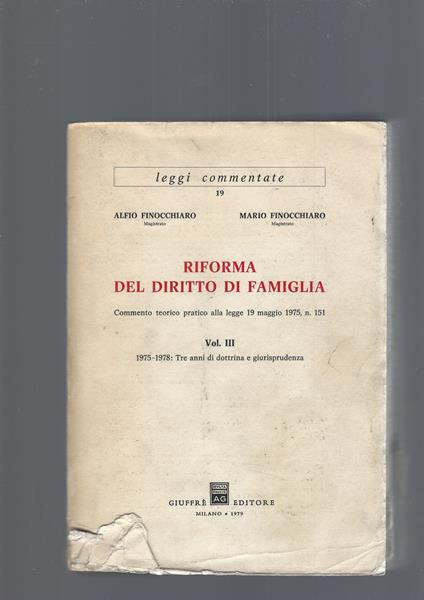 leggi commentate
19
ALFIO FINOCCHIARO MARIO FINOCCHIARO
Magistrato Magistrato
RIFORMA
DEL DIRITTO DI FAMIGLIA
Commento teorico pratico alla legge 19 maggio 1975, n. 151
Vol. III
1975-1978: Tre anni di dottrina e giurisprudenza
AG
GIUFFRÈ EDITORE
MILANO • 1979